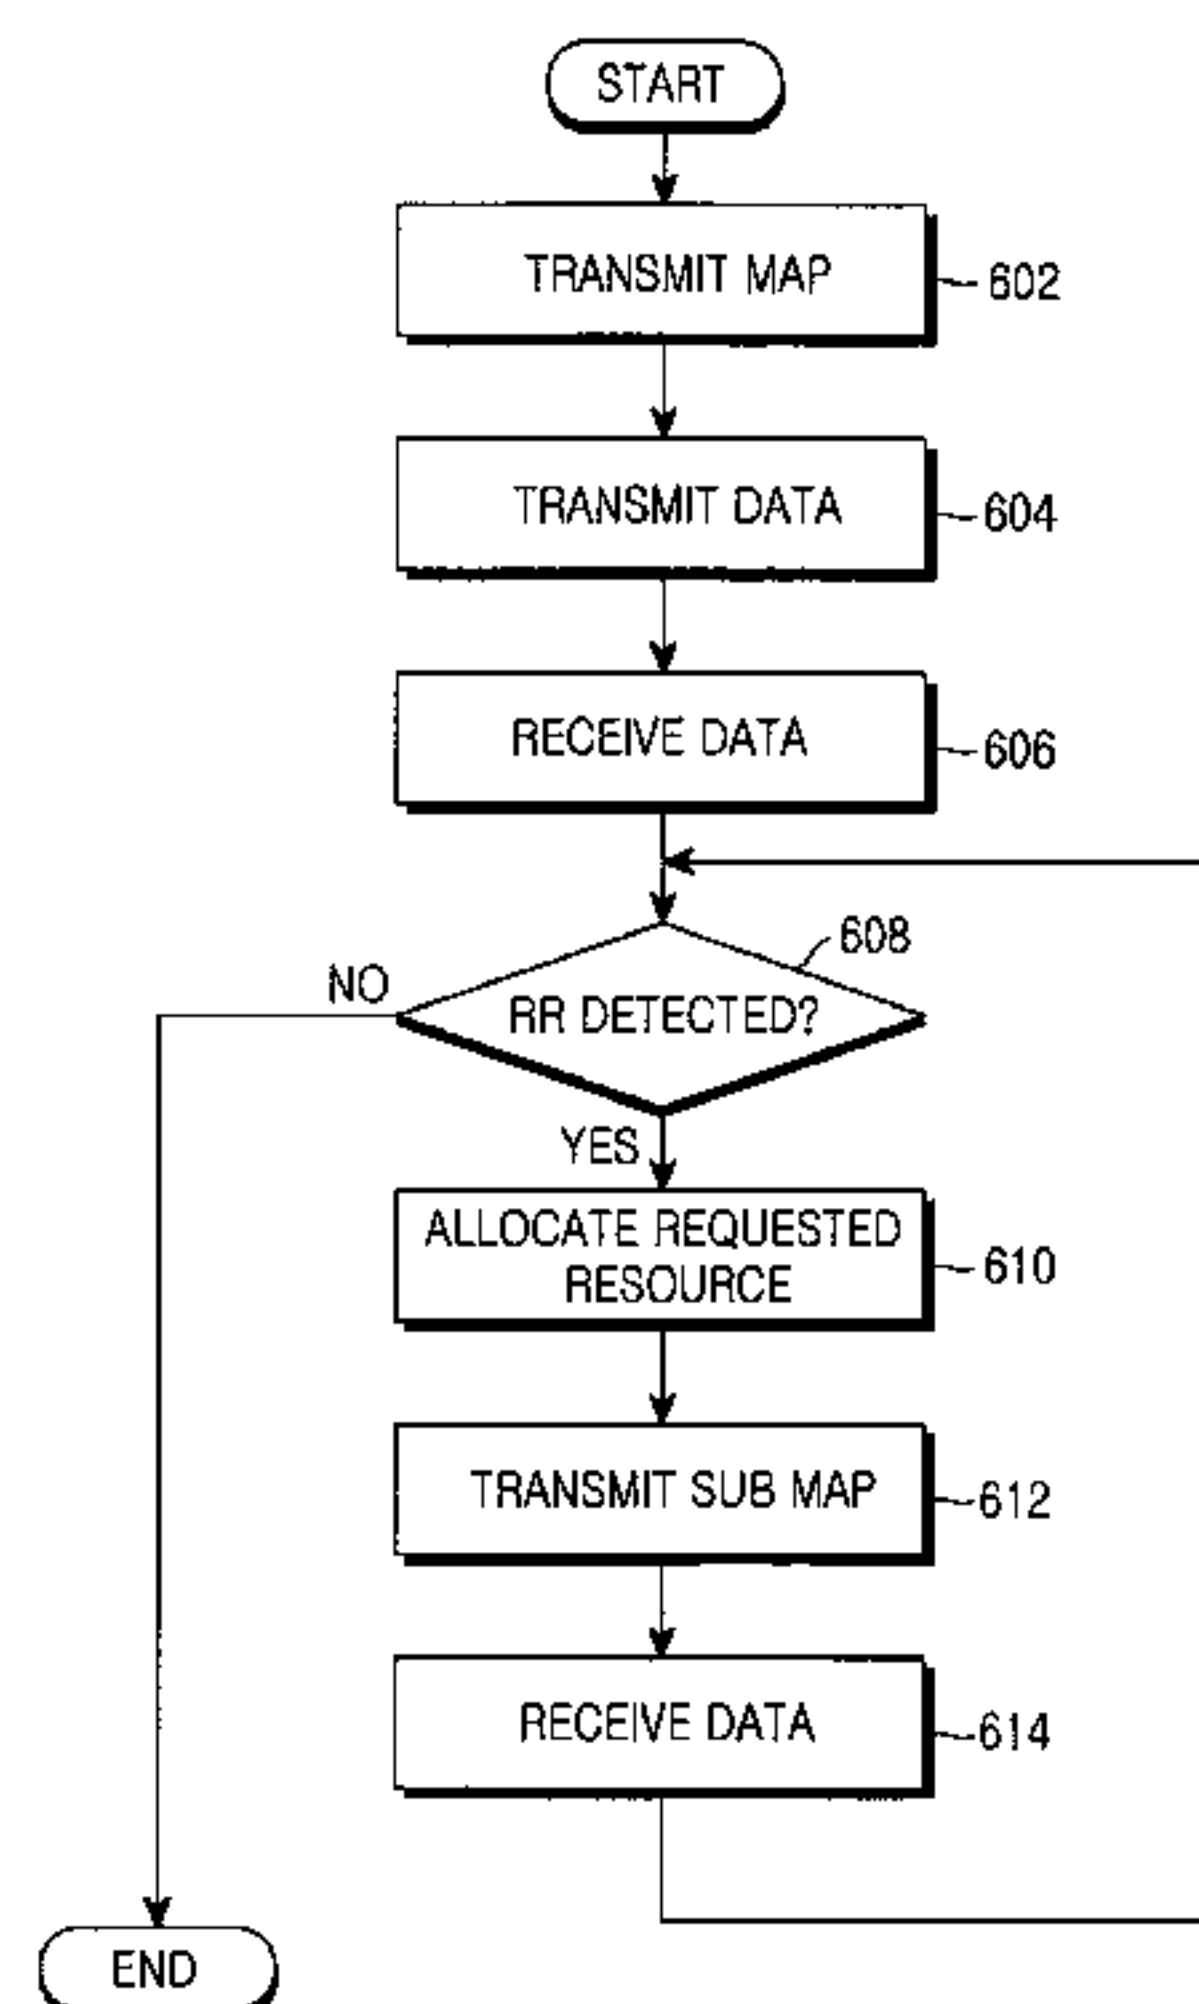 START
TRANSMIT MAP
602
TRANSMIT DATA
604
RECEIVE DATA
606
608
NO
RR DETECTED?
YES
ALLOCATE REQUESTED
RESOURCE
610
TRANSMIT SUB MAP
612
RECEIVE DATA
614
END